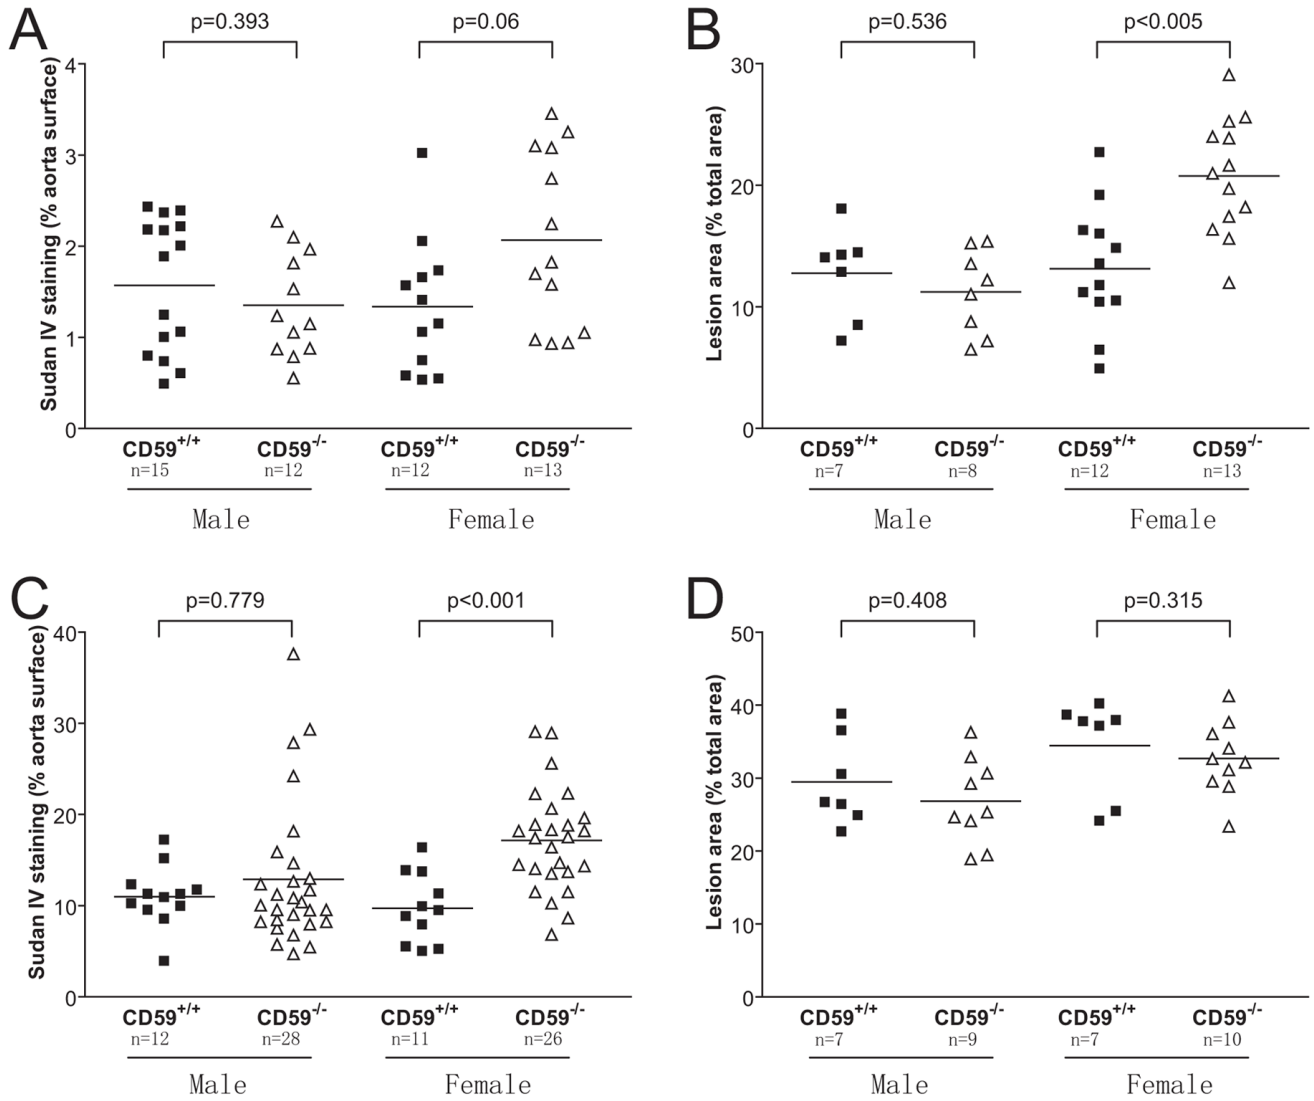 A
p=0.393
p=0.06
Sudan IV staining (% aorta surface)
4
3
2
1
0
CD59+/+
CD59-/-
CD59+/+
CD59-/-
n=15
n=12
n=12
n=13
Male
Female
B
p=0.536
p<0.005
Lesion area (% total area)
30
20
10
0
CD59+/+
CD59-/-
CD59+/+
CD59-/-
n=7
n=8
n=12
n=13
Male
Female
C
p=0.779
p<0.001
Sudan IV staining (% aorta surface)
40
30
20
10
0
CD59+/+
CD59-/-
CD59+/+
CD59-/-
n=12
n=28
n=11
n=26
Male
Female
D
p=0.408
p=0.315
Lesion area (% total area)
50
40
30
20
10
0
CD59+/+
CD59-/-
CD59+/+
CD59-/-
n=7
n=9
n=7
n=10
Male
Female